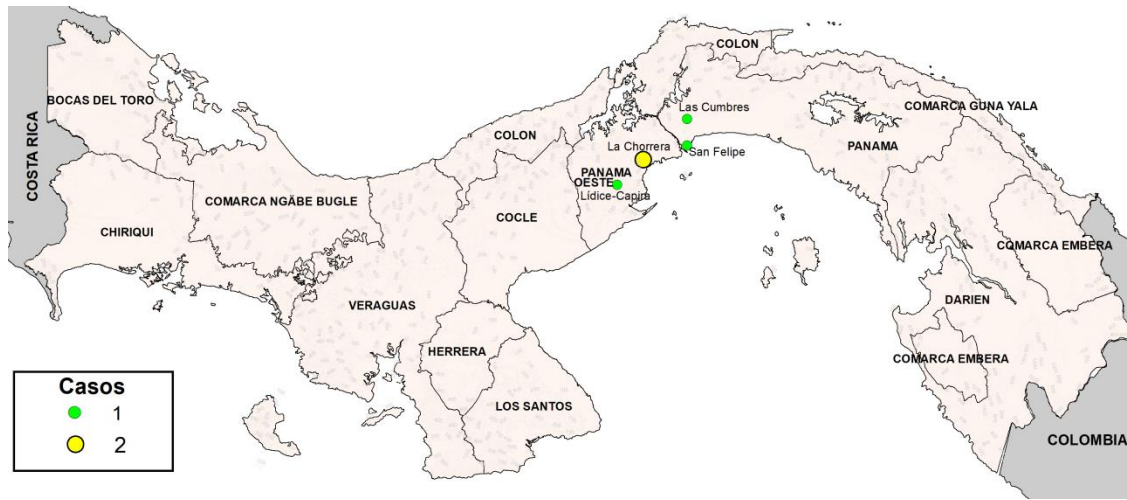 COLON
BOCAS DEL TORO
Las Cumbres
COMARCA GUNA YALA
COSTA RICA
COLON
La Chorrera
San Felipe
PANAMA
PANAMA
OESTE
Lídice-Capira
COMARCA NGÄBE BUGLE
COCLE
CHIRIQUI
COMARCA EMBERA
VERAGUAS
DARIEN
HERRERA
COMARCA EMBERA
LOS SANTOS
COLOMBIA
Casos
1
2